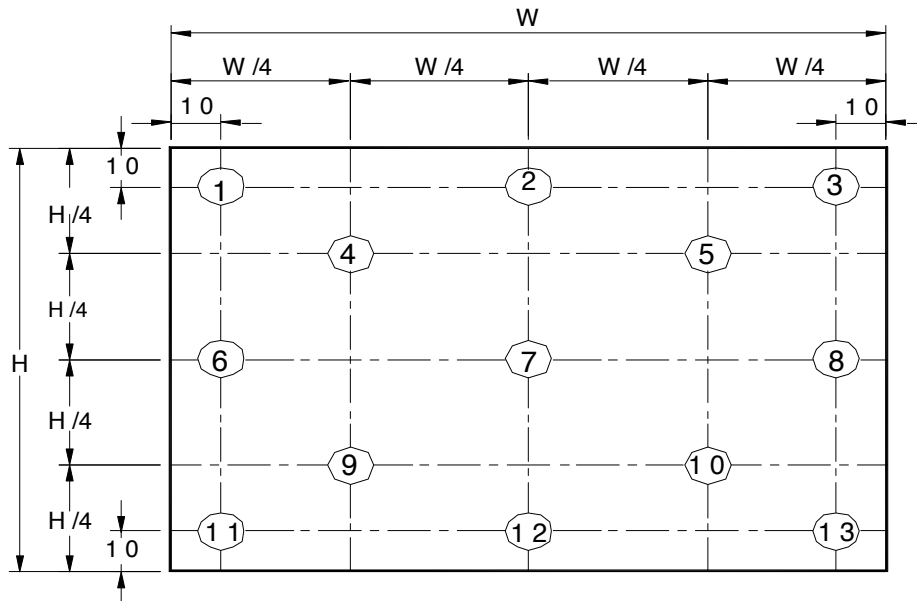 W
W /4 W /4 W /4 W /4
1 0 1 0
1 0
1 2 3
H /4
4 5
H /4
H 6 7 8
H /4
9 1 0
H /4
1 1 1 2 1 3
1 0